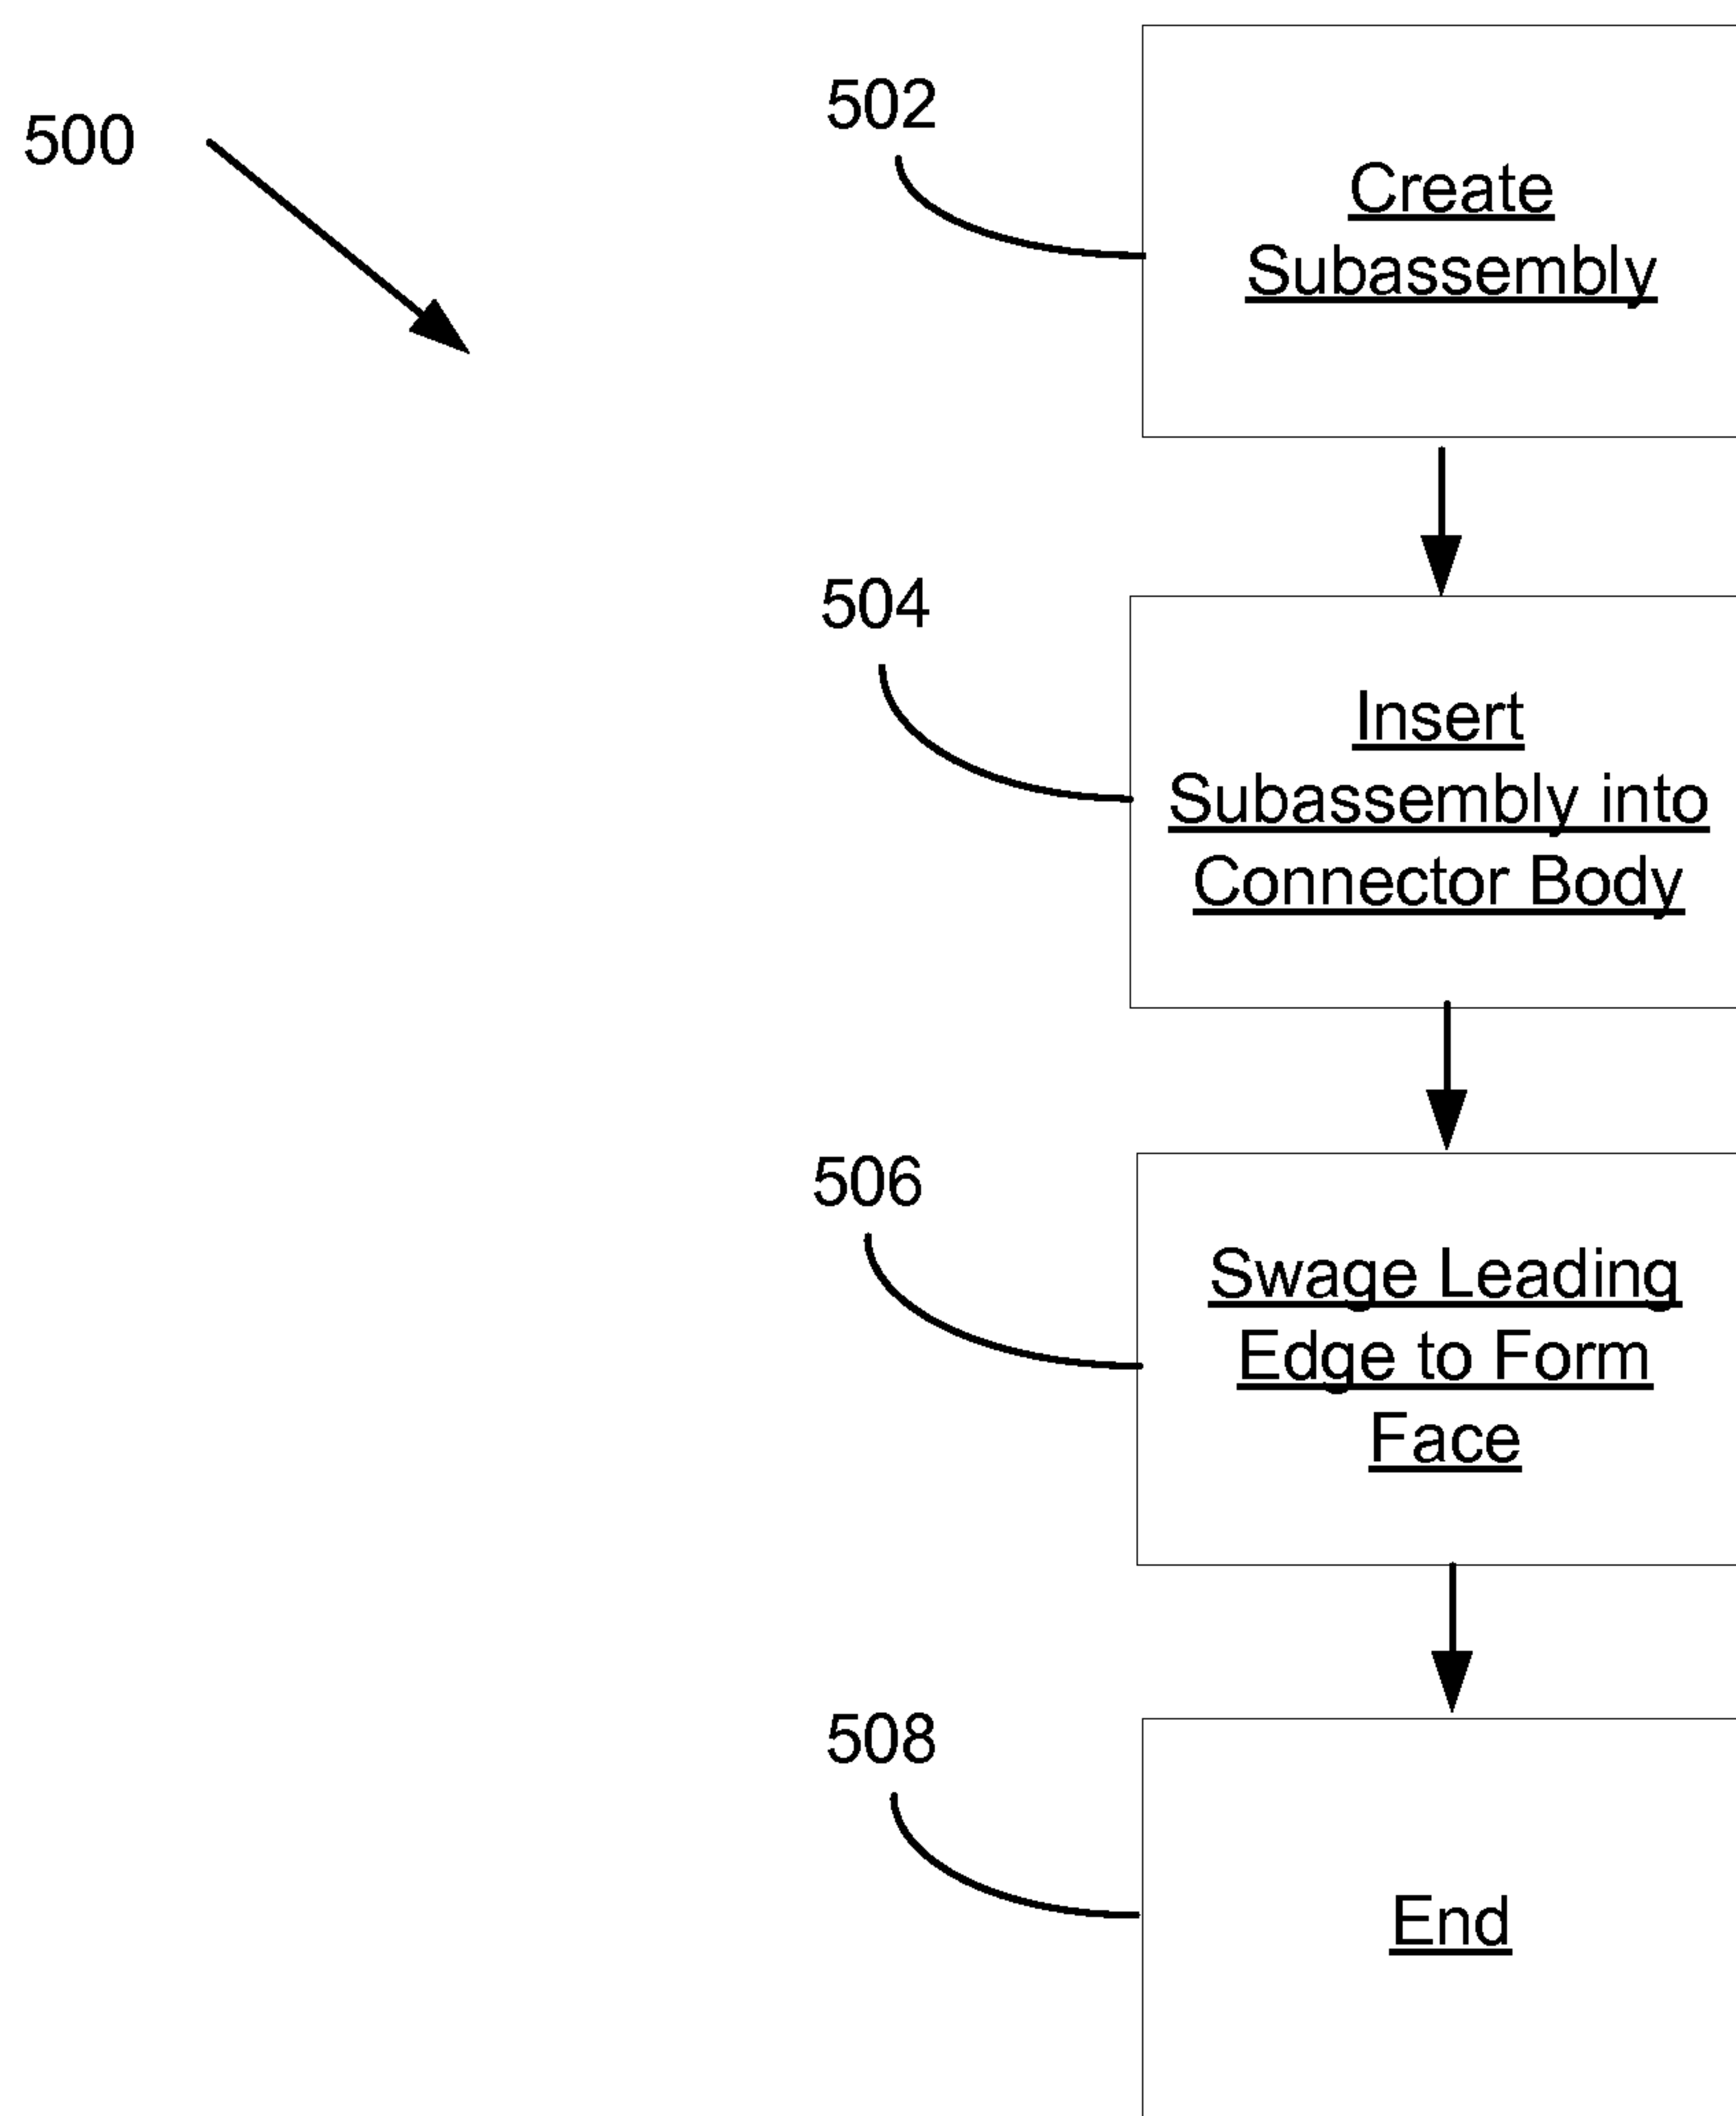 500
502
Create
Subassembly
504
Insert
Subassembly into
Connector Body
506
Swage Leading
Edge to Form
Face
508
End